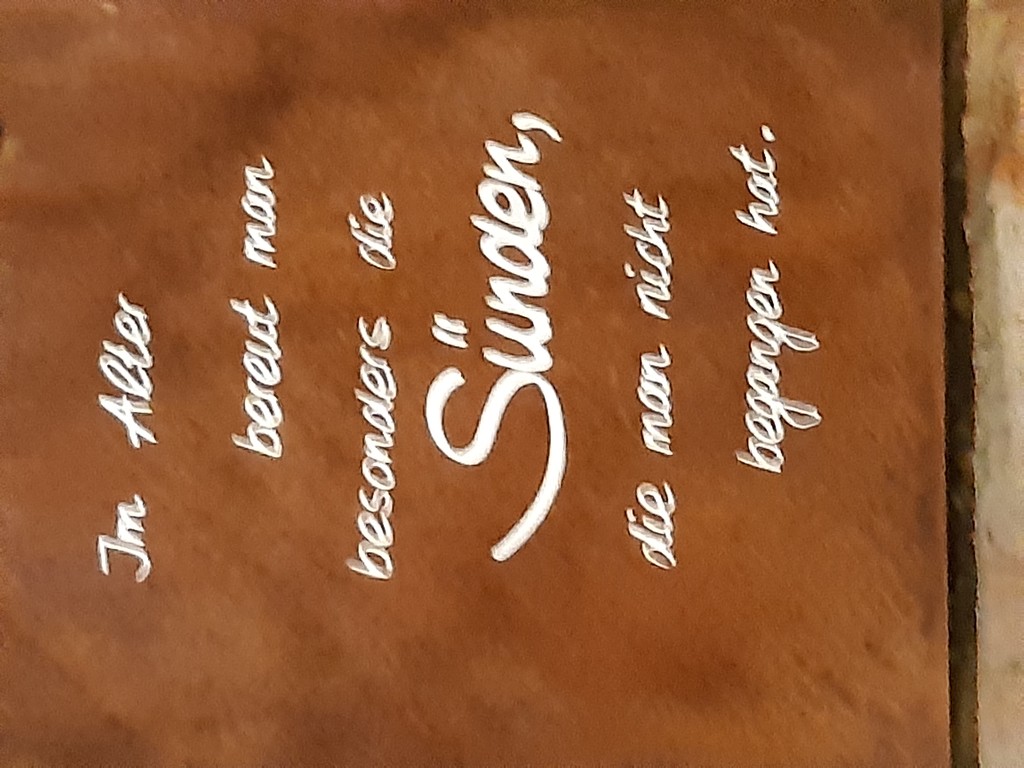 Im Alter
bereut man
besonders die
Sünden,
die man nicht
begangen hat.